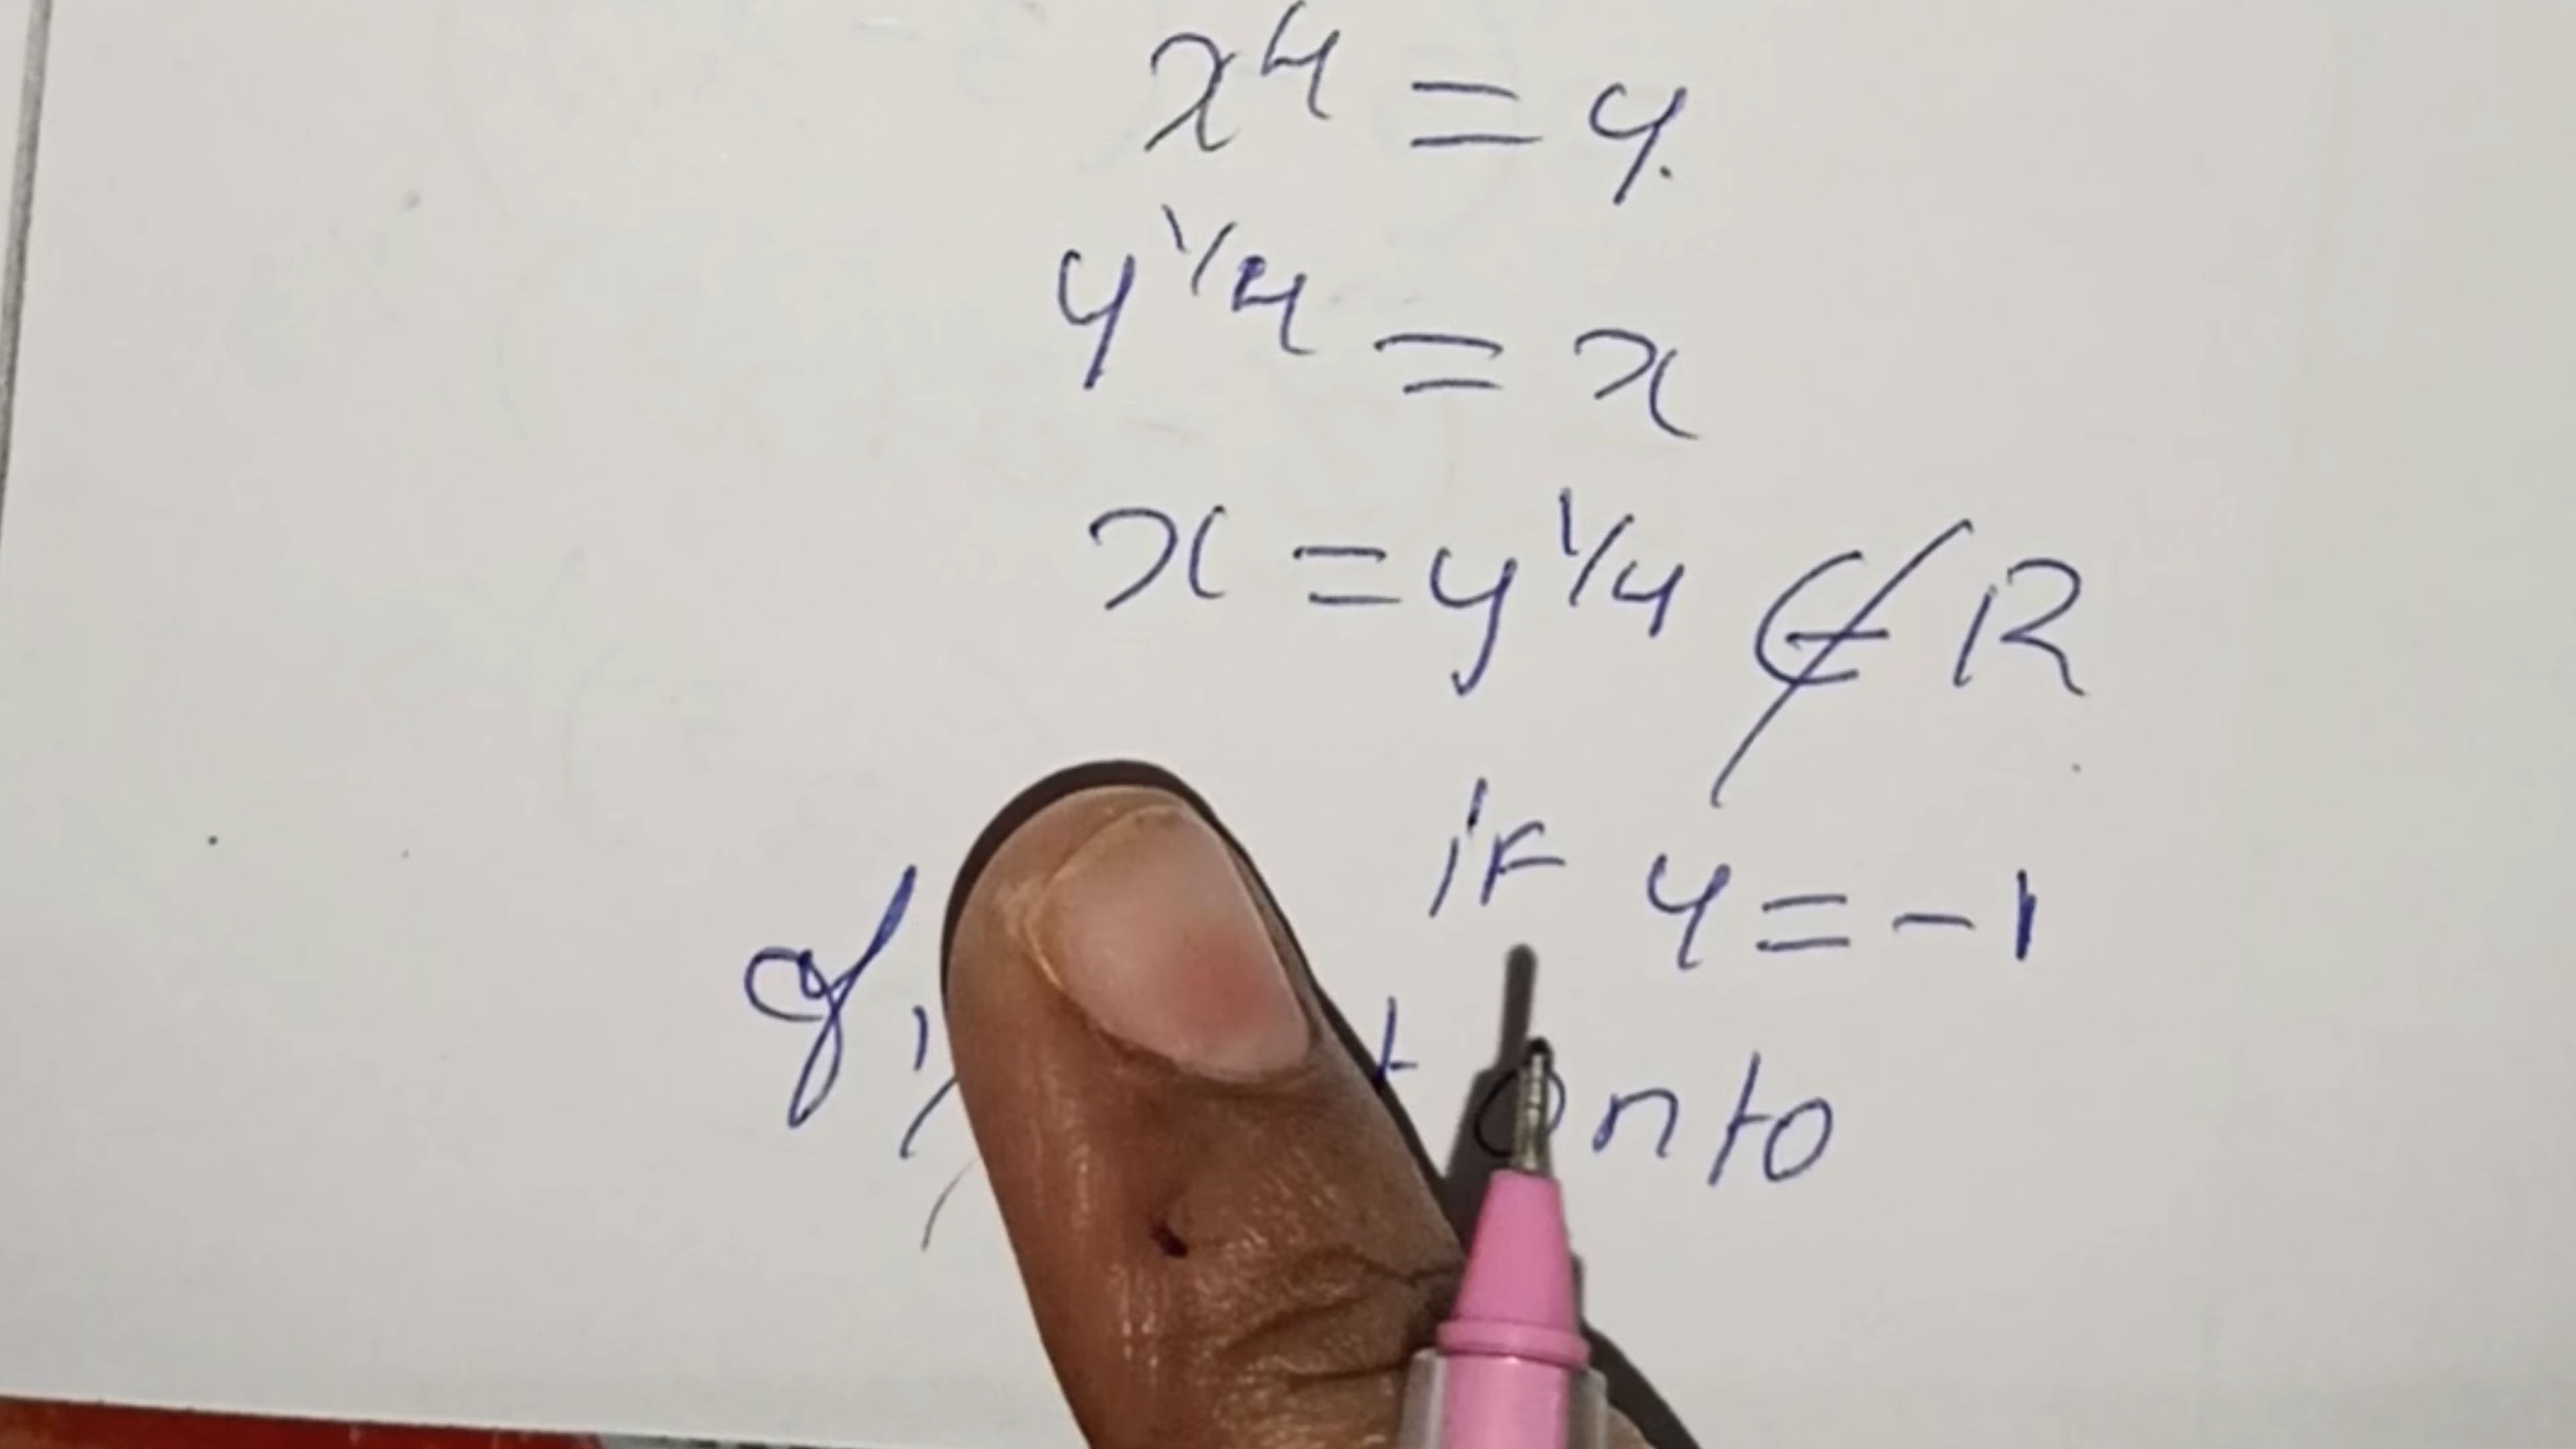 x⁴ = y.
y^1/4 = x
x = y^1/4 ∉ R
if y = -1
onto